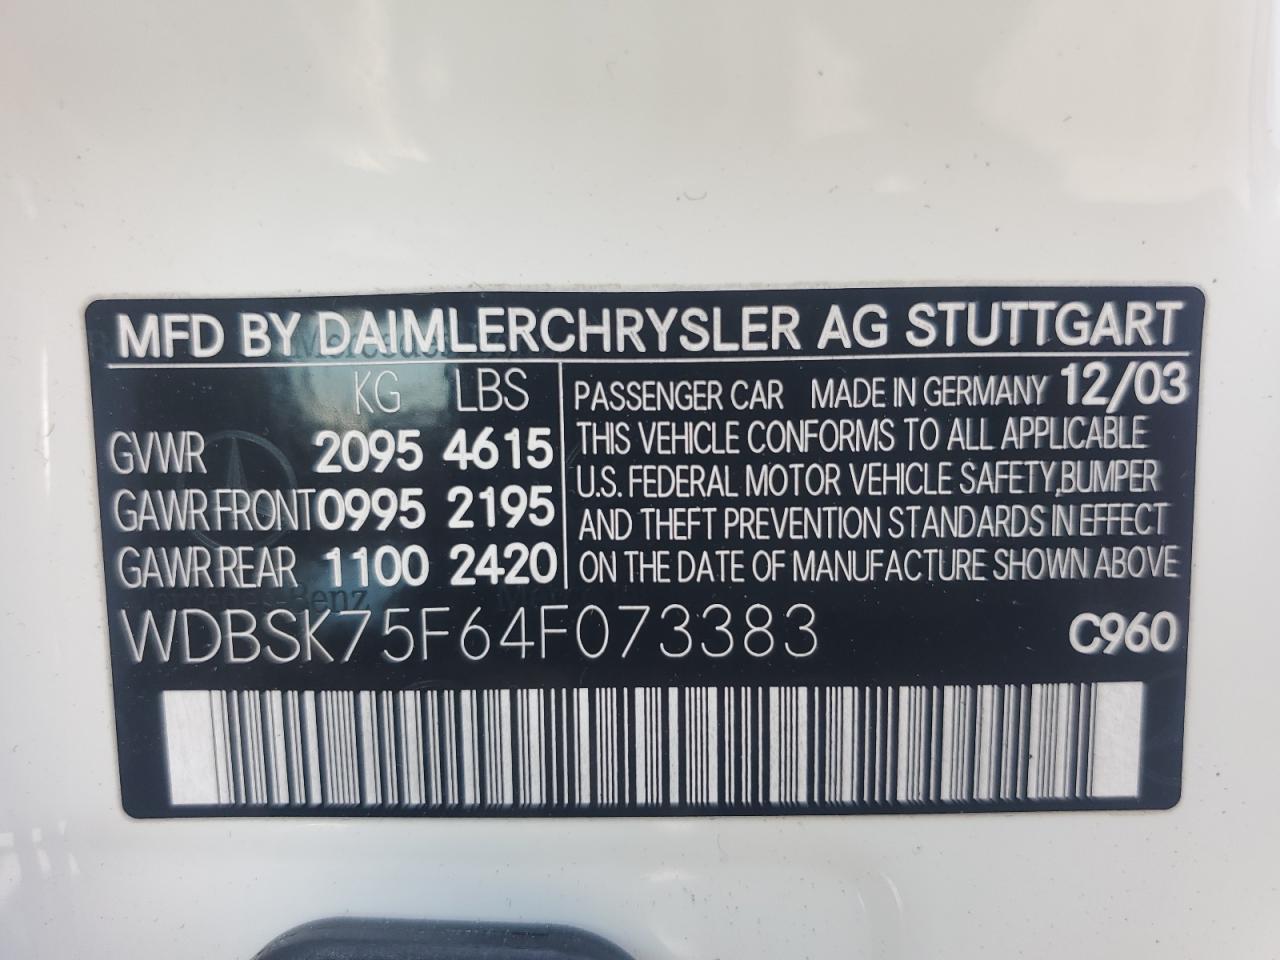 MFD BY DAIMLERCHRYSLER AG STUTTGART
KG LBS
GVWR 2095 4615
GAWR FRONT 0995 2195
GAWR REAR 1100 2420
PASSENGER CAR MADE IN GERMANY 12/03
THIS VEHICLE CONFORMS TO ALL APPLICABLE
U.S. FEDERAL MOTOR VEHICLE SAFETY, BUMPER
AND THEFT PREVENTION STANDARDS IN EFFECT
ON THE DATE OF MANUFACTURE SHOWN ABOVE
WDBSK75F64F073383 C960